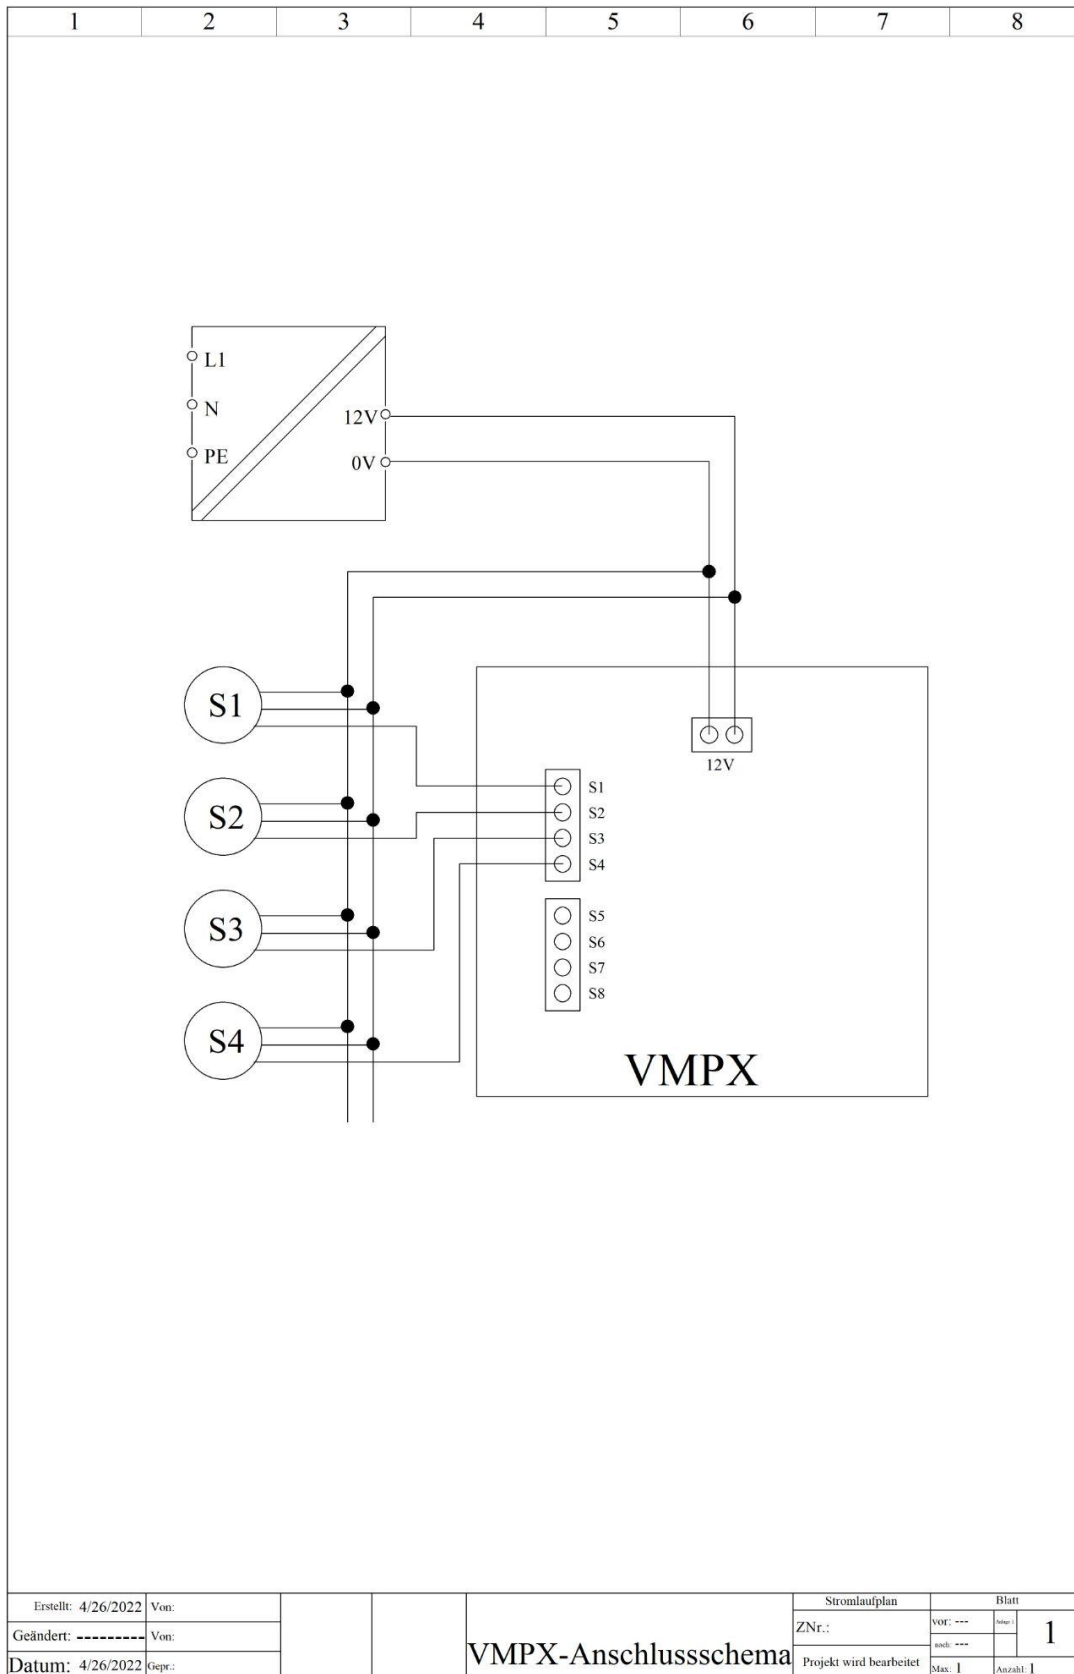 1 2 3 4 5 6 7 8
L1
N
PE
12V
0V
S1
S2
S3
S4
12V
S1
S2
S3
S4
S5
S6
S7
S8
VMPX
Erstellt: 4/26/2022 Von:
Geändert: --------- Von:
Datum: 4/26/2022 Gepr.:
VMPX-Anschlussschema
Stromlaufplan
ZNr.:
Projekt wird bearbeitet
Blatt
vor: ---
nach: ---
1
Max: 1 Anzahl: 1